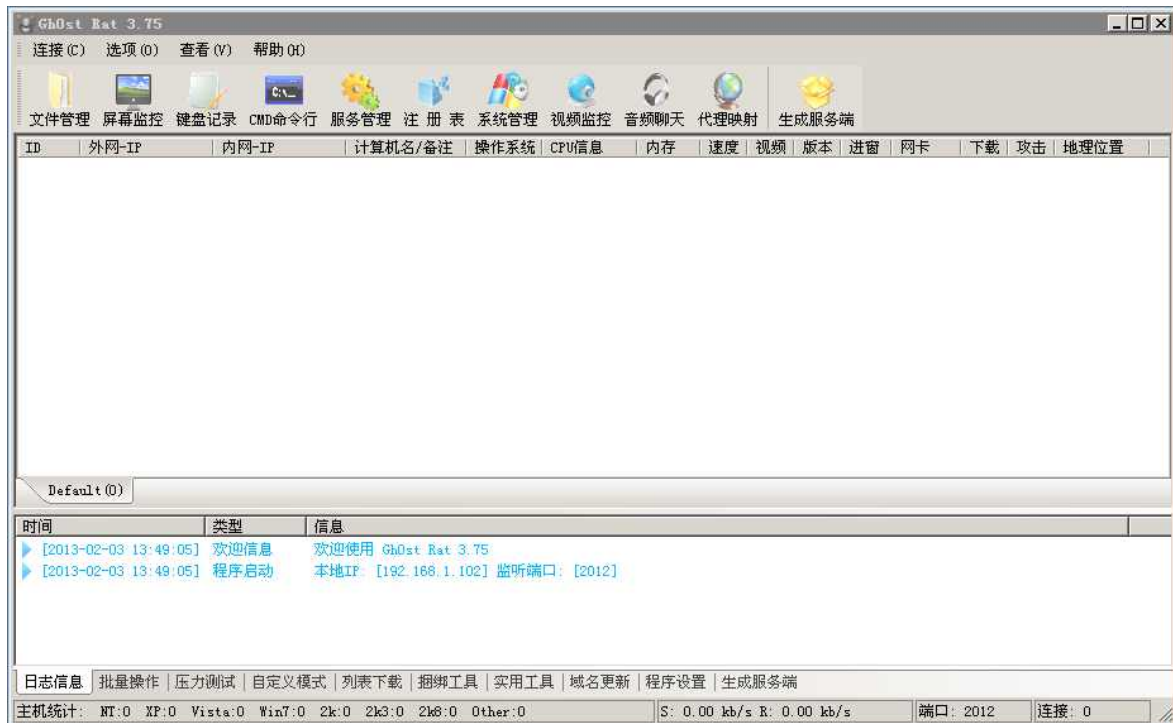 Gh0st Rat 3.75
连接(C) 选项(O) 查看(V) 帮助(H)
文件管理 屏幕监控 键盘记录 CMD命令行 服务管理 注 册 表 系统管理 视频监控 音频聊天 代理映射 生成服务端
ID 外网-IP 内网-IP 计算机名/备注 操作系统 CPU信息 内存 速度 视频 版本 进窗 网卡 下载 攻击 地理位置
Default(0)
时间 类型 信息
[2013-02-03 13:49:05] 欢迎信息 欢迎使用 Gh0st Rat 3.75
[2013-02-03 13:49:05] 程序启动 本地IP: [192.168.1.102] 监听端口: [2012]
日志信息 批量操作 压力测试 自定义模式 列表下载 捆绑工具 实用工具 域名更新 程序设置 生成服务端
主机统计: NT:0 XP:0 Vista:0 Win7:0 2k:0 2k3:0 2k8:0 Other:0 S: 0.00 kb/s R: 0.00 kb/s 端口: 2012 连接: 0